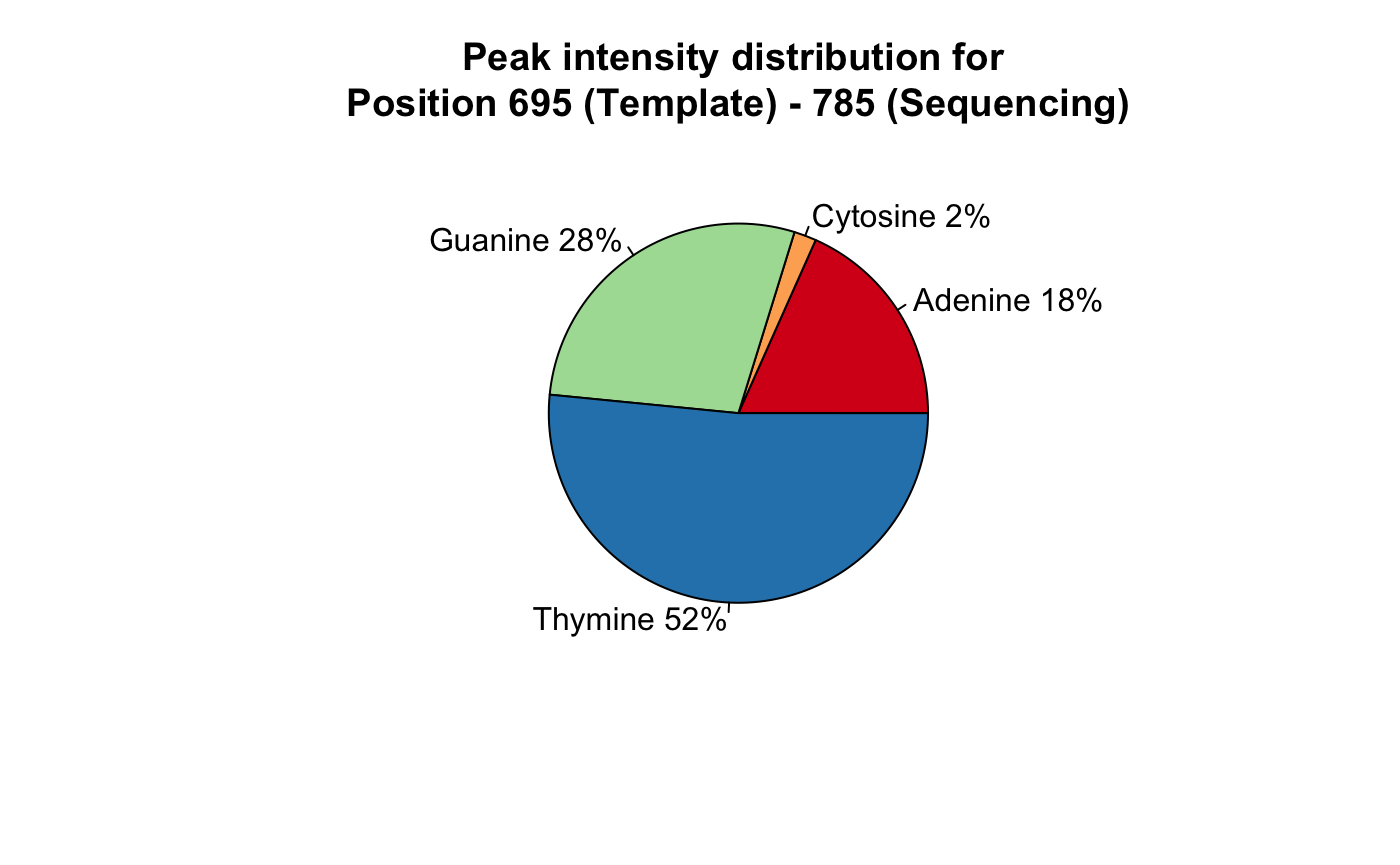 Peak intensity distribution for
Position 695 (Template) - 785 (Sequencing)
Cytosine 2%
Guanine 28%
Adenine 18%
Thymine 52%